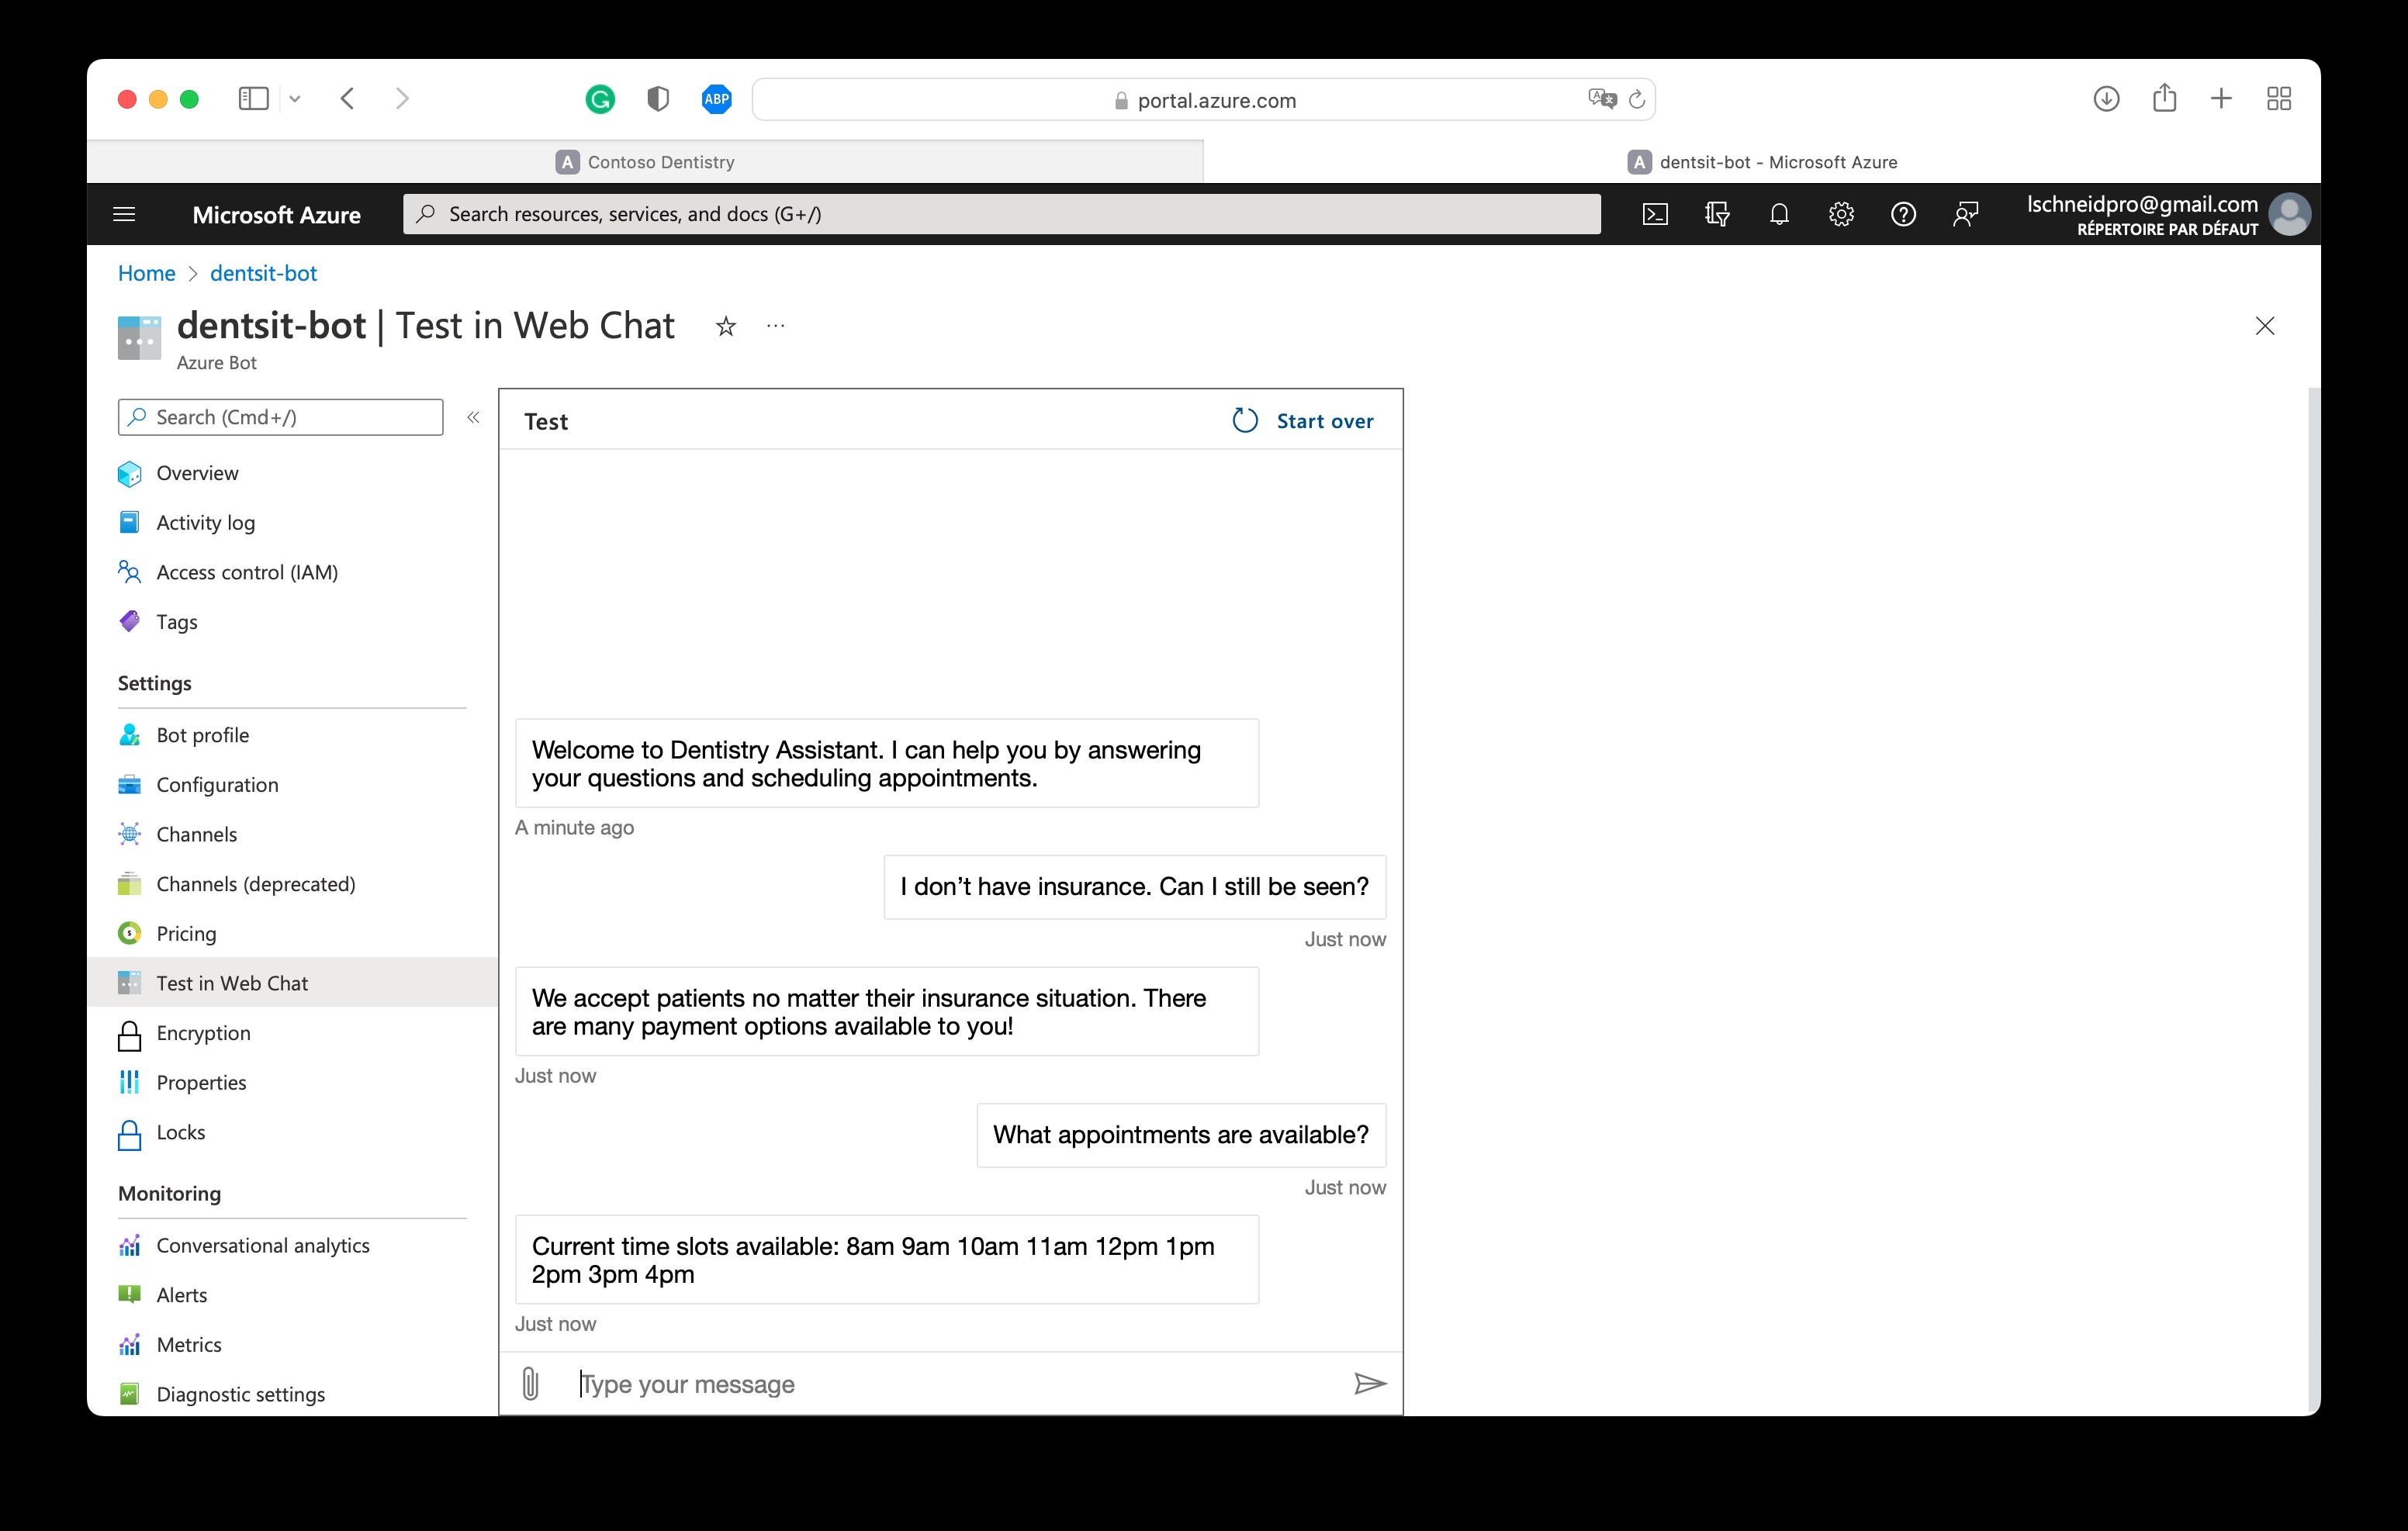 ABP
portal.azure.com
A Contoso Dentistry
A dentsit-bot - Microsoft Azure
Microsoft Azure
Search resources, services, and docs (G+/)
lschneidpro@gmail.com
RÉPERTOIRE PAR DÉFAUT
Home > dentsit-bot
dentsit-bot | Test in Web Chat
Azure Bot
Search (Cmd+/)
Overview
Activity log
Access control (IAM)
Tags
Settings
Bot profile
Configuration
Channels
Channels (deprecated)
Pricing
Test in Web Chat
Encryption
Properties
Locks
Monitoring
Conversational analytics
Alerts
Metrics
Diagnostic settings
Test
Start over
Welcome to Dentistry Assistant. I can help you by answering
your questions and scheduling appointments.
A minute ago
I don’t have insurance. Can I still be seen?
Just now
We accept patients no matter their insurance situation. There
are many payment options available to you!
Just now
What appointments are available?
Just now
Current time slots available: 8am 9am 10am 11am 12pm 1pm
2pm 3pm 4pm
Just now
Type your message